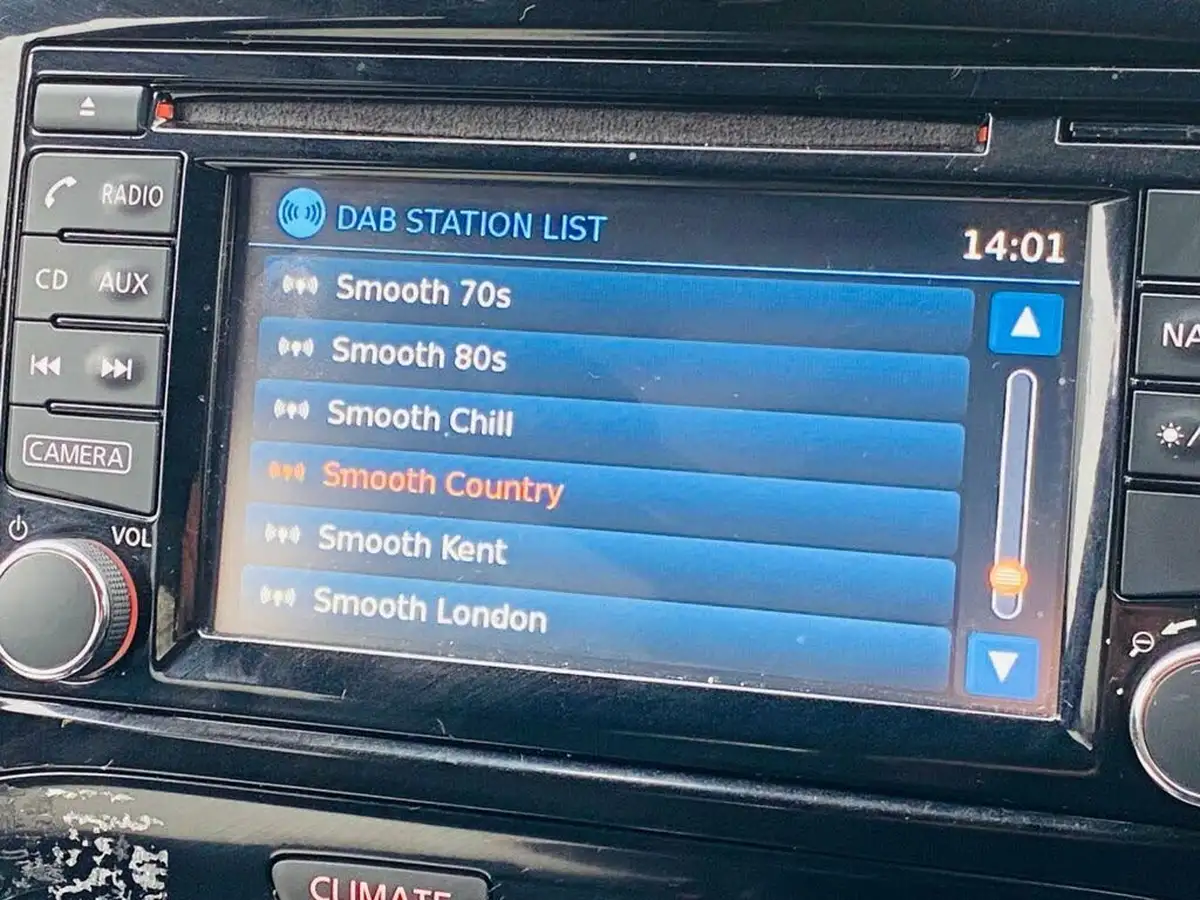 DAB STATION LIST
14:01
Smooth 70s
Smooth 80s
Smooth Chill
Smooth Country
Smooth Kent
Smooth London
RADIO
CD AUX
CAMERA
VOL
CLIMATE